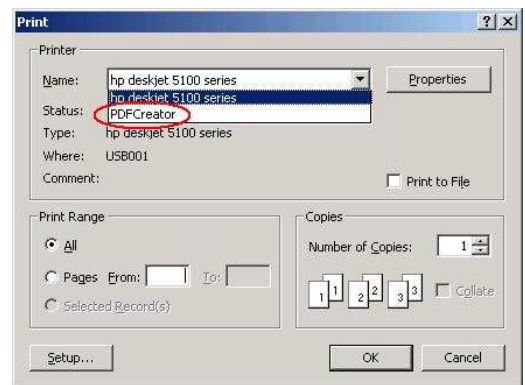 Print
Printer
Name: hp deskjet 5100 series Properties
hp deskjet 5100 series
Status: PDFCreator
Type: hp deskjet 5100 series
Where: USB001
Comment: Print to File
Print Range
All
Pages From: To:
Selected Record(s)
Copies
Number of Copies: 1
1 1 2 2 3 3 Collate
Setup... OK Cancel